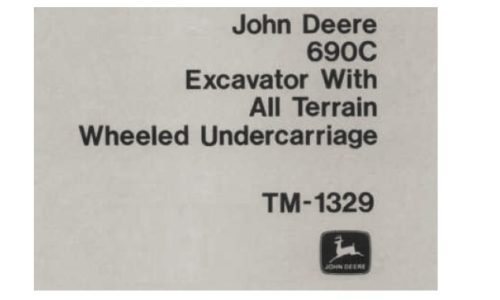 John Deere
690C
Excavator With
All Terrain
Wheeled Undercarriage
TM-1329
JOHN DEERE